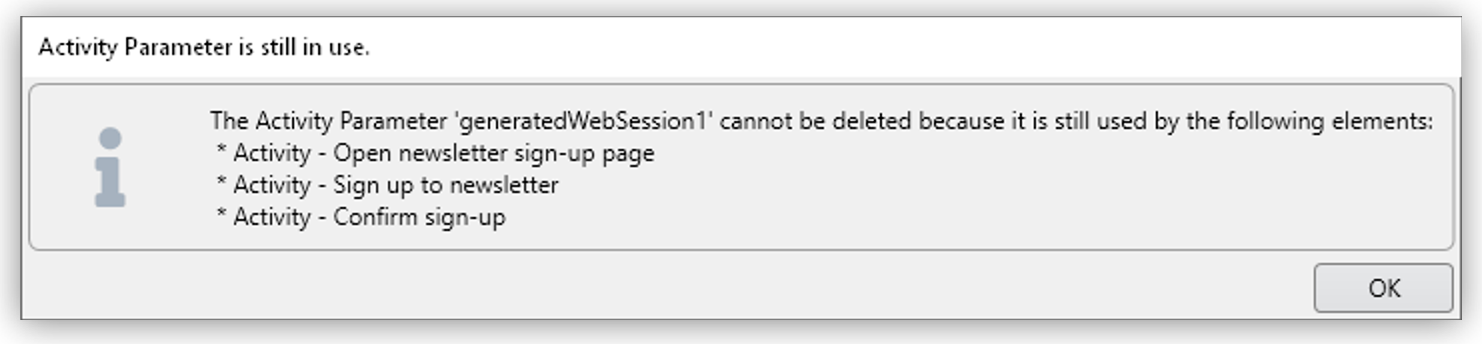 Activity Parameter is still in use.
The Activity Parameter 'generatedWebSession1' cannot be deleted because it is still used by the following elements:
* Activity - Open newsletter sign-up page
* Activity - Sign up to newsletter
* Activity - Confirm sign-up
OK